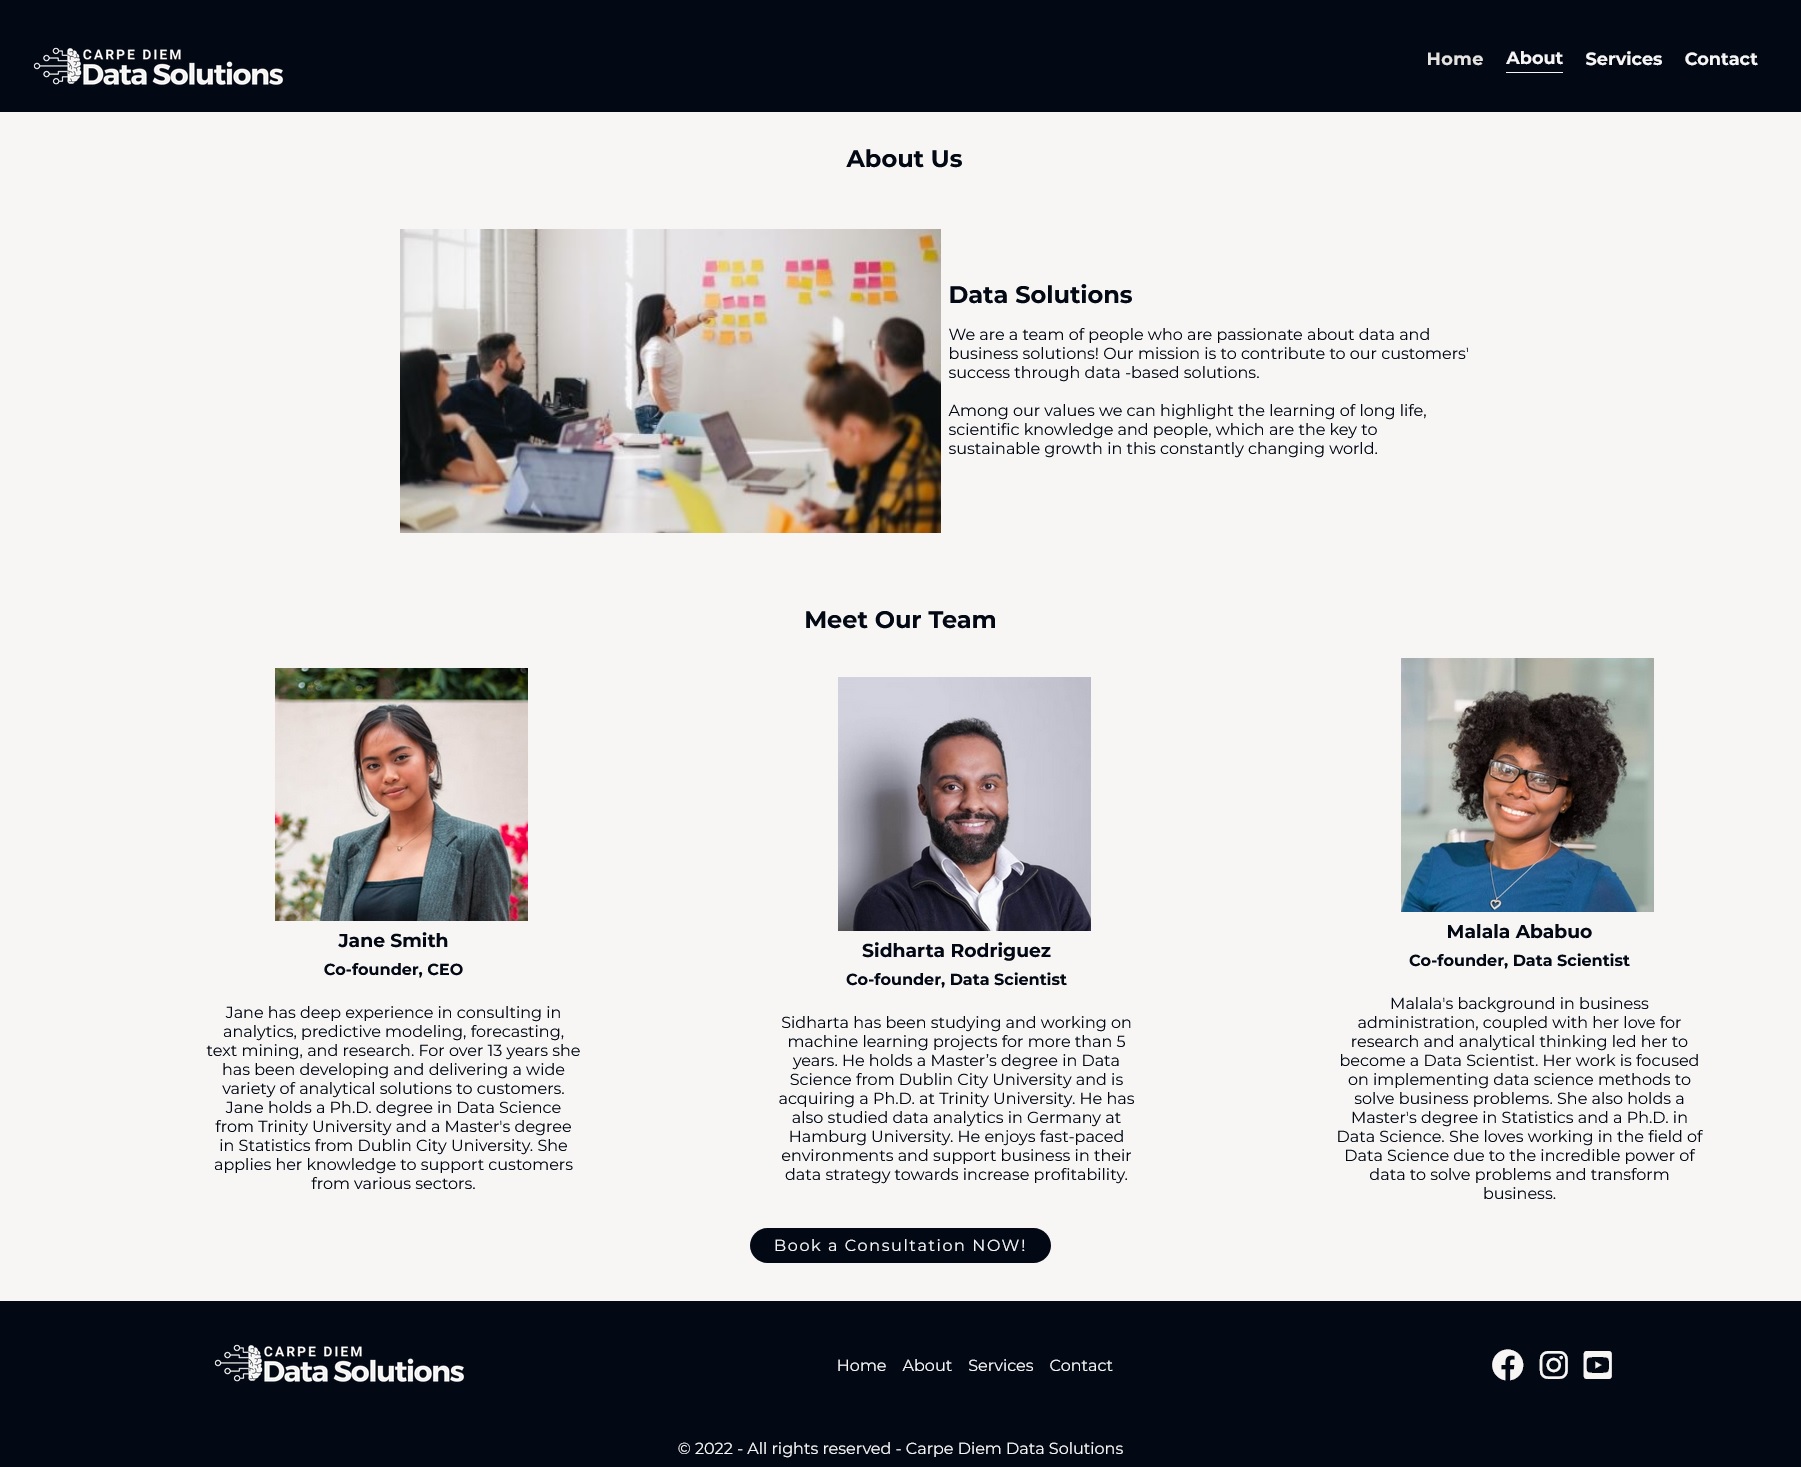 CARPE DIEM
Data Solutions
Home About Services Contact
About Us
Data Solutions
We are a team of people who are passionate about data and
business solutions! Our mission is to contribute to our customers'
success through data -based solutions.
Among our values we can highlight the learning of long life,
scientific knowledge and people, which are the key to
sustainable growth in this constantly changing world.
Meet Our Team
Jane Smith
Co-founder, CEO
Jane has deep experience in consulting in
analytics, predictive modeling, forecasting,
text mining, and research. For over 13 years she
has been developing and delivering a wide
variety of analytical solutions to customers.
Jane holds a Ph.D. degree in Data Science
from Trinity University and a Master's degree
in Statistics from Dublin City University. She
applies her knowledge to support customers
from various sectors.
Sidharta Rodriguez
Co-founder, Data Scientist
Sidharta has been studying and working on
machine learning projects for more than 5
years. He holds a Master’s degree in Data
Science from Dublin City University and is
acquiring a Ph.D. at Trinity University. He has
also studied data analytics in Germany at
Hamburg University. He enjoys fast-paced
environments and support business in their
data strategy towards increase profitability.
Malala Ababuo
Co-founder, Data Scientist
Malala's background in business
administration, coupled with her love for
research and analytical thinking led her to
become a Data Scientist. Her work is focused
on implementing data science methods to
solve business problems. She also holds a
Master's degree in Statistics and a Ph.D. in
Data Science. She loves working in the field of
Data Science due to the incredible power of
data to solve problems and transform
business.
Book a Consultation NOW!
CARPE DIEM
Data Solutions
Home About Services Contact
© 2022 - All rights reserved - Carpe Diem Data Solutions